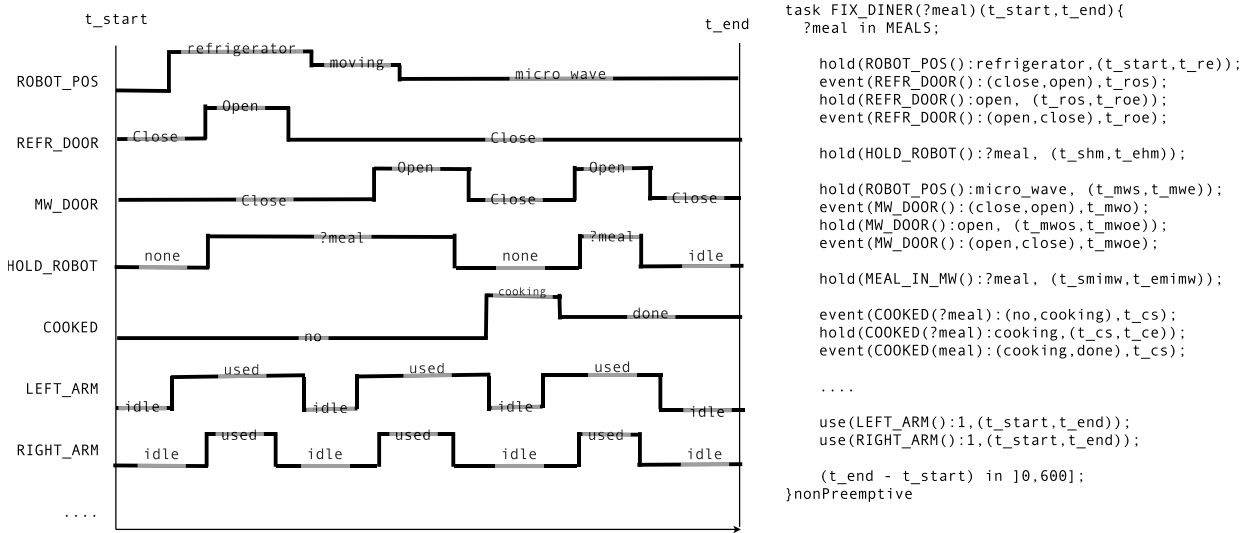 t_start
t_end
refrigerator
moving
micro wave
ROBOT_POS
Open
Close
Close
REFR_DOOR
Open
Open
Close
Close
Close
MW_DOOR
?meal
?meal
none
none
idle
HOLD_ROBOT
cooking
done
no
COOKED
used
used
used
LEFT_ARM
idle
idle
idle
idle
used
used
used
RIGHT_ARM
idle
idle
idle
idle
....
task FIX_DINER(?meal)(t_start,t_end){
?meal in MEALS;
hold(ROBOT_POS():refrigerator,(t_start,t_re));
event(REFR_DOOR():(close,open),t_ros);
hold(REFR_DOOR():open, (t_ros,t_roe));
event(REFR_DOOR():(open,close),t_roe);
hold(HOLD_ROBOT():?meal, (t_shm,t_ehm));
hold(ROBOT_POS():micro_wave, (t_mws,t_mwe));
event(MW_DOOR():(close,open),t_mwo);
hold(MW_DOOR():open, (t_mwos,t_mwoe));
event(MW_DOOR():(open,close),t_mwoe);
hold(MEAL_IN_MW():?meal, (t_smimw,t_emimw));
event(COOKED(?meal):(no,cooking),t_cs);
hold(COOKED(?meal):cooking,(t_cs,t_ce));
event(COOKED(meal):(cooking,done),t_cs);
....
use(LEFT_ARM():1,(t_start,t_end));
use(RIGHT_ARM():1,(t_start,t_end));
(t_end - t_start) in ]0,600];
}nonPreemptive